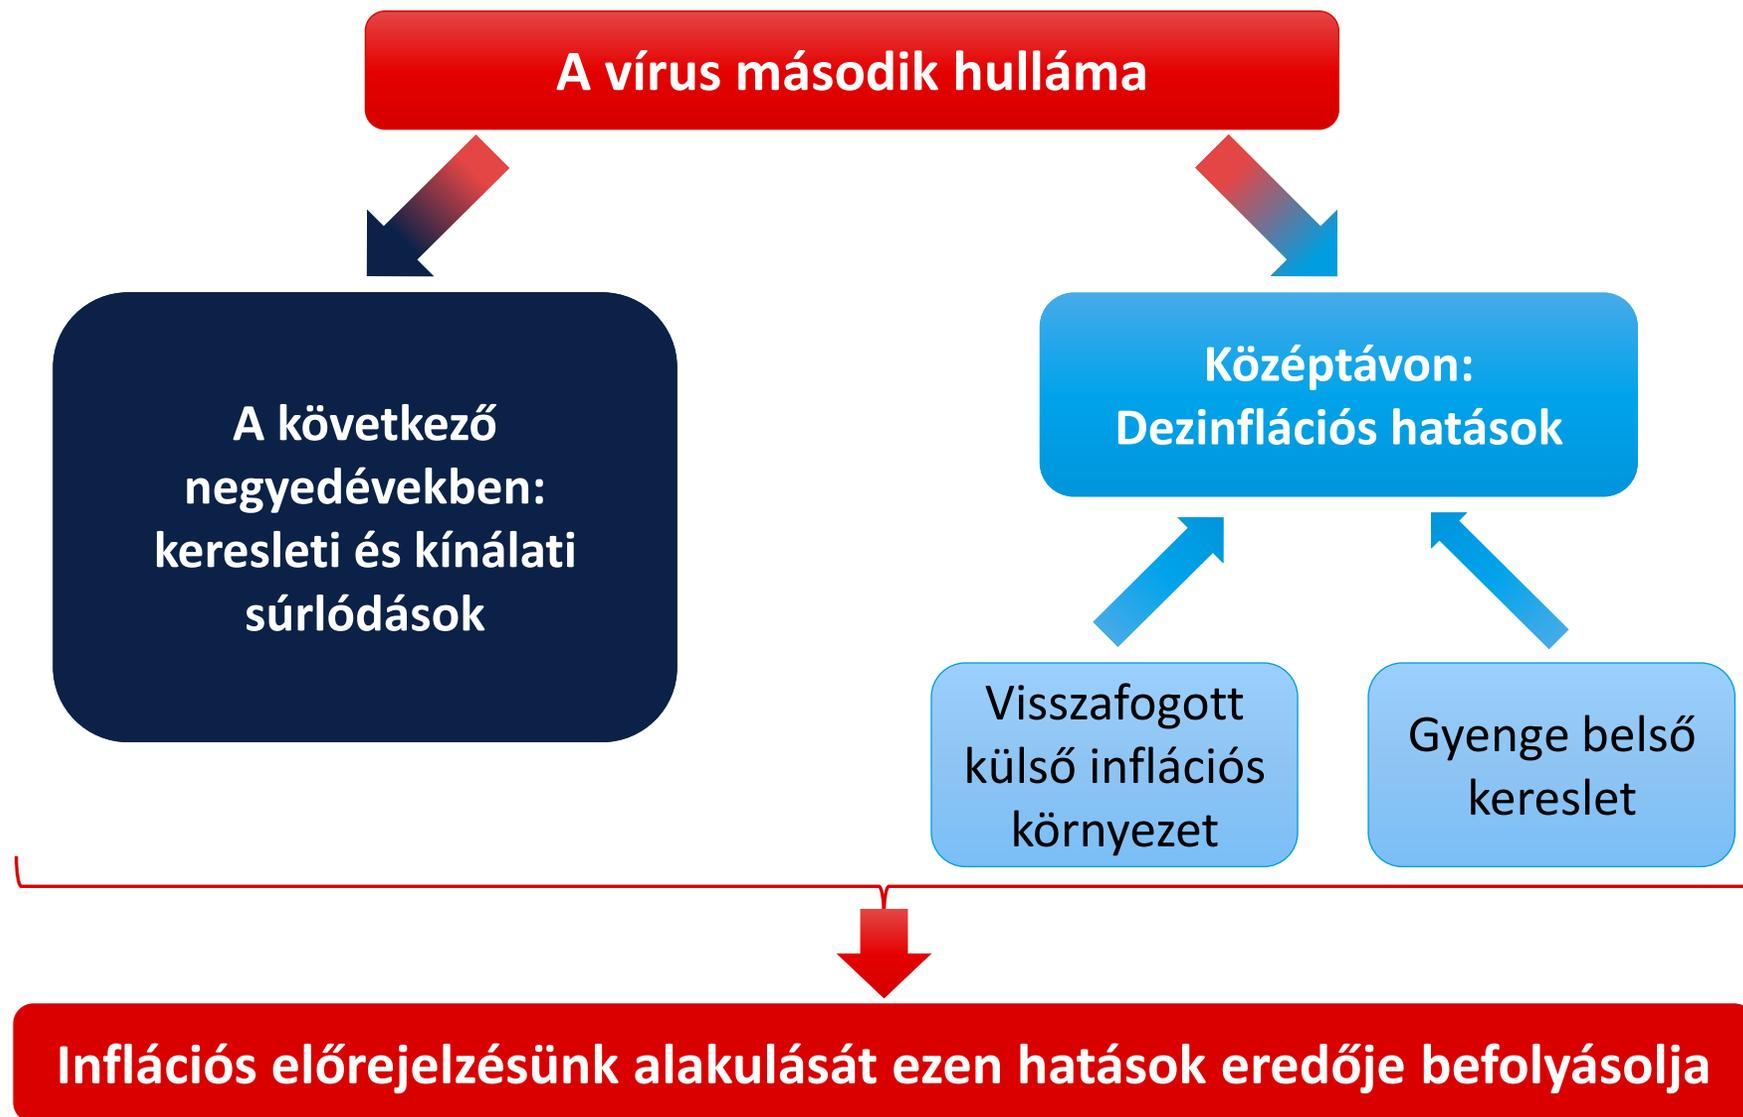 A vírus második hulláma
A következő
negyedévekben:
keresleti és kínálati
súrlódások
Középtávon:
Dezinflációs hatások
Visszafogott
külső inflációs
környezet
Gyenge belső
kereslet
Inflációs előrejelzésünk alakulását ezen hatások eredője befolyásolja